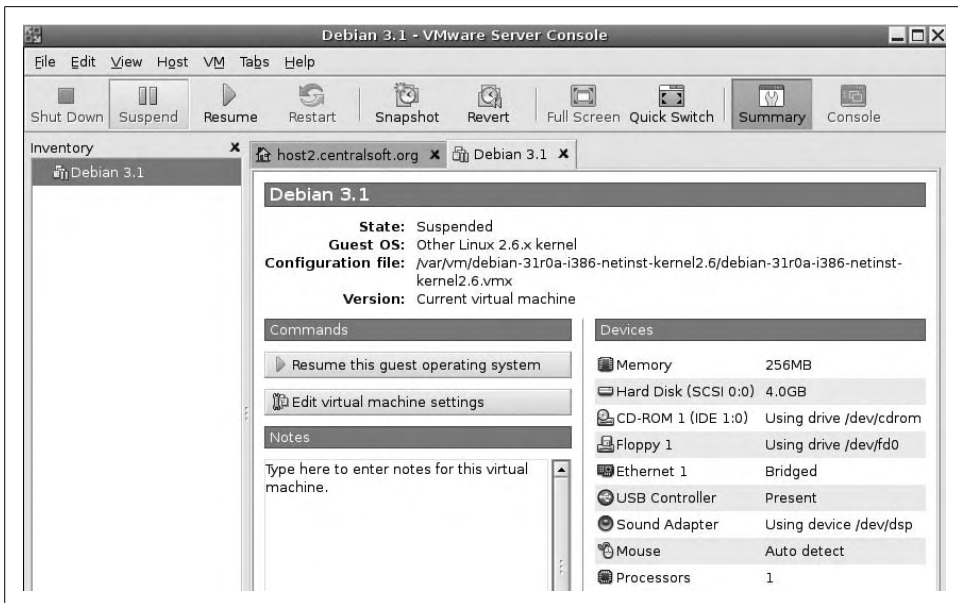 Debian 3.1 - VMware Server Console
File Edit View Host VM Tabs Help
Shut Down Suspend Resume Restart Snapshot Revert Full Screen Quick Switch Summary Console
Inventory
Debian 3.1
host2.centralsoft.org Debian 3.1
Debian 3.1
State: Suspended
Guest OS: Other Linux 2.6.x kernel
Configuration file: /var/vm/debian-31r0a-i386-netinst-kernel2.6/debian-31r0a-i386-netinst-
kernel2.6.vmx
Version: Current virtual machine
Commands
Resume this guest operating system
Edit virtual machine settings
Notes
Type here to enter notes for this virtual
machine.
Devices
Memory 256MB
Hard Disk (SCSI 0:0) 4.0GB
CD-ROM 1 (IDE 1:0) Using drive /dev/cdrom
Floppy 1 Using drive /dev/fd0
Ethernet 1 Bridged
USB Controller Present
Sound Adapter Using device /dev/dsp
Mouse Auto detect
Processors 1